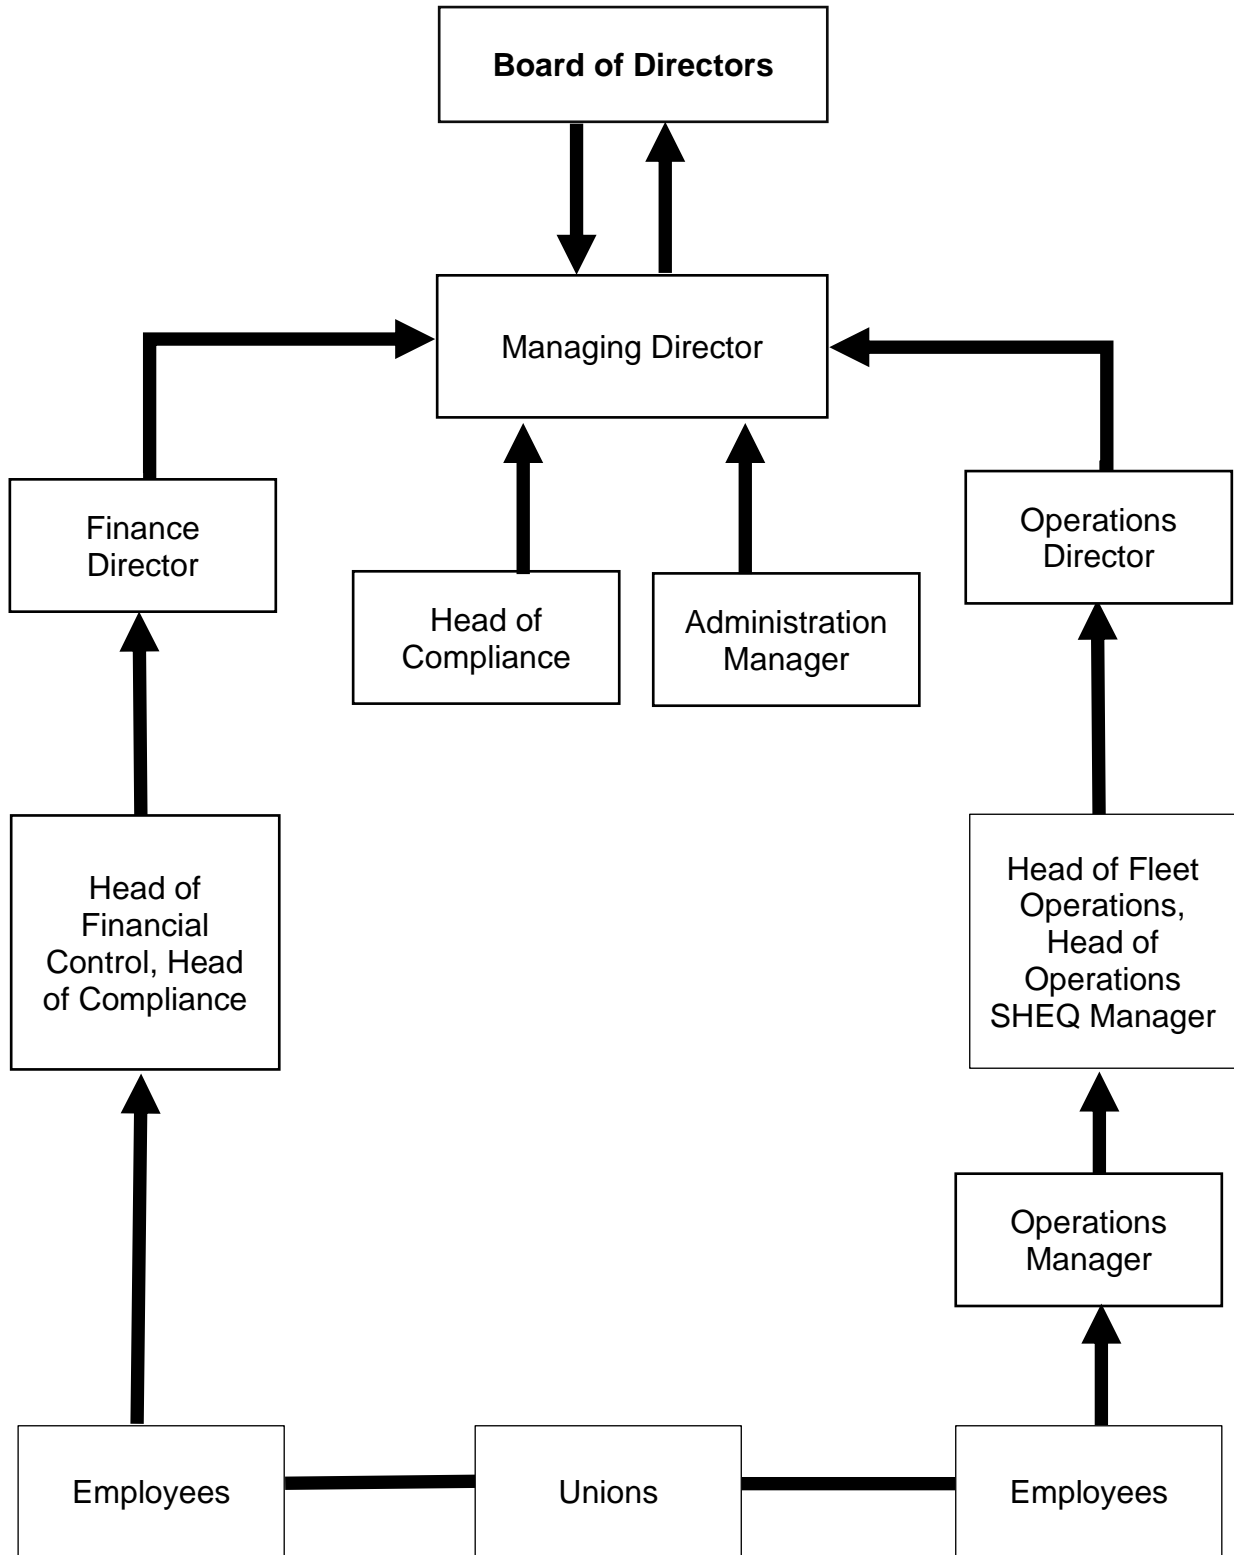 Board of Directors
Managing Director
Finance
Director
Operations
Director
Head of
Compliance
Administration
Manager
Head of
Financial
Control, Head
of Compliance
Head of Fleet
Operations,
Head of
Operations
SHEQ Manager
Operations
Manager
Employees
Unions
Employees